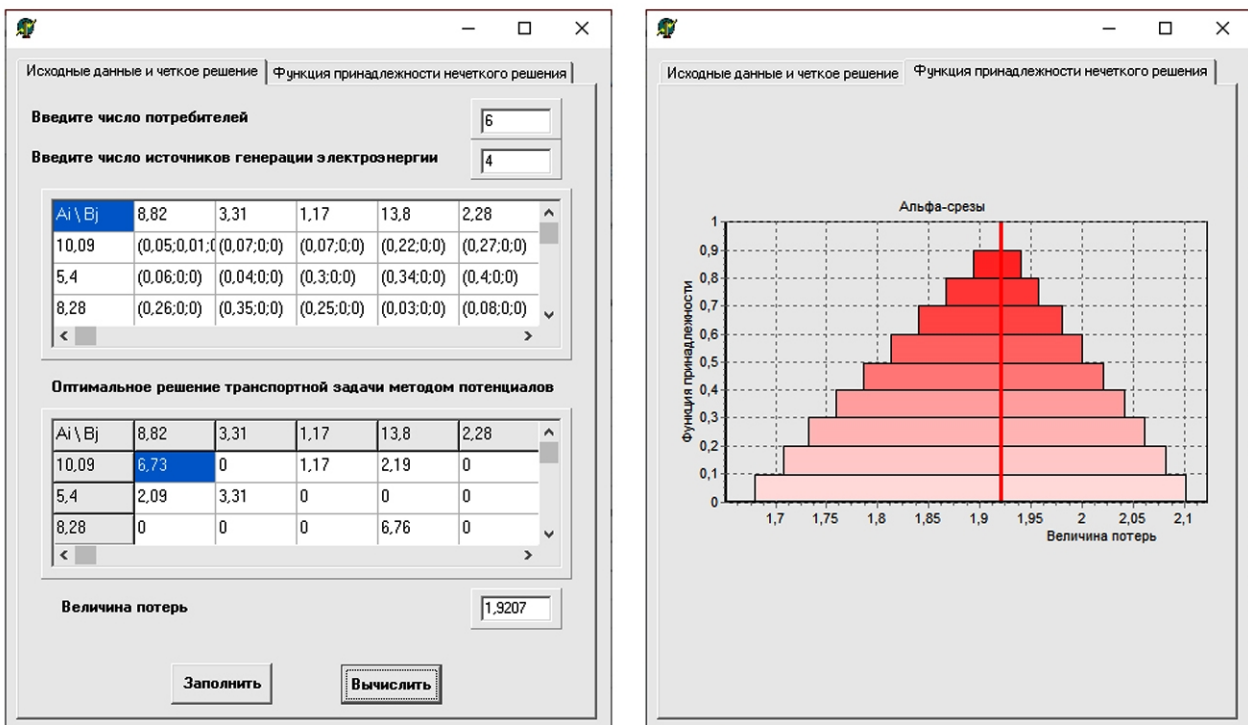 Исходные данные и четкое решение Функция принадлежности нечеткого решения
Введите число потребителей 6
Введите число источников генерации электроэнергии 4
Ai \ Bj 8,82 3,31 1,17 13,8 2,28
10,09 (0,05;0,01;0 (0,07;0;0) (0,07;0;0) (0,22;0;0) (0,27;0;0)
5,4 (0,06;0;0) (0,04;0;0) (0,3;0;0) (0,34;0;0) (0,4;0;0)
8,28 (0,26;0;0) (0,35;0;0) (0,25;0;0) (0,03;0;0) (0,08;0;0)
Оптимальное решение транспортной задачи методом потенциалов
Ai \ Bj 8,82 3,31 1,17 13,8 2,28
10,09 6,73 0 1,17 2,19 0
5,4 2,09 3,31 0 0 0
8,28 0 0 0 6,76 0
Величина потерь 1,9207
Заполнить Вычислить
Исходные данные и четкое решение Функция принадлежности нечеткого решения
Альфа-срезы
Функция принадлежности
1
0,9
0,8
0,7
0,6
0,5
0,4
0,3
0,2
0,1
0
1,7 1,75 1,8 1,85 1,9 1,95 2 2,05 2,1
Величина потерь